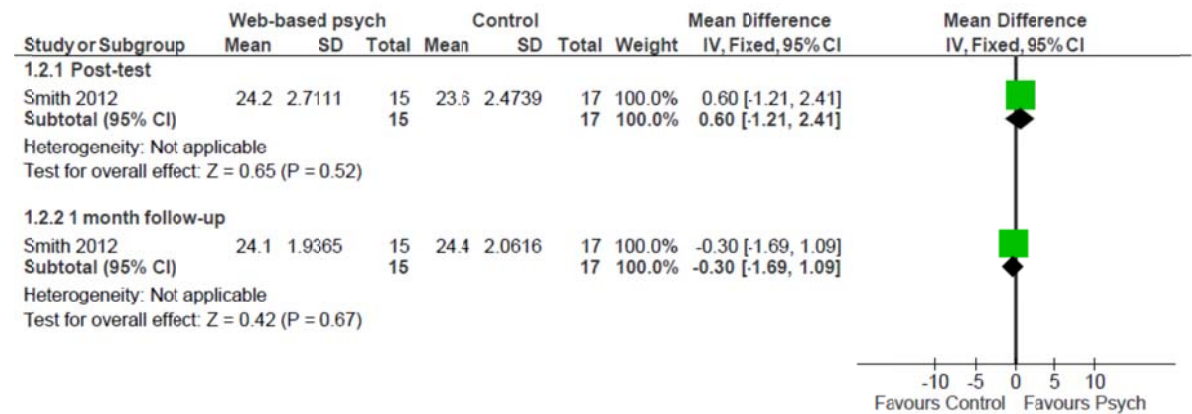 Web-based psych Control Mean Difference Mean Difference
Study or Subgroup Mean SD Total Mean SD Total Weight IV, Fixed, 95% CI IV, Fixed, 95% CI
1.2.1 Post-test
Smith 2012 24.2 2.7111 15 23.6 2.4739 17 100.0% 0.60 [-1.21, 2.41]
Subtotal (95% CI) 15 17 100.0% 0.60 [-1.21, 2.41]
Heterogeneity: Not applicable
Test for overall effect: Z = 0.65 (P = 0.52)
1.2.2 1 month follow-up
Smith 2012 24.1 1.9365 15 24.4 2.0616 17 100.0% -0.30 [-1.69, 1.09]
Subtotal (95% CI) 15 17 100.0% -0.30 [-1.69, 1.09]
Heterogeneity: Not applicable
Test for overall effect: Z = 0.42 (P = 0.67)
-10 -5 0 5 10
Favours Control Favours Psych